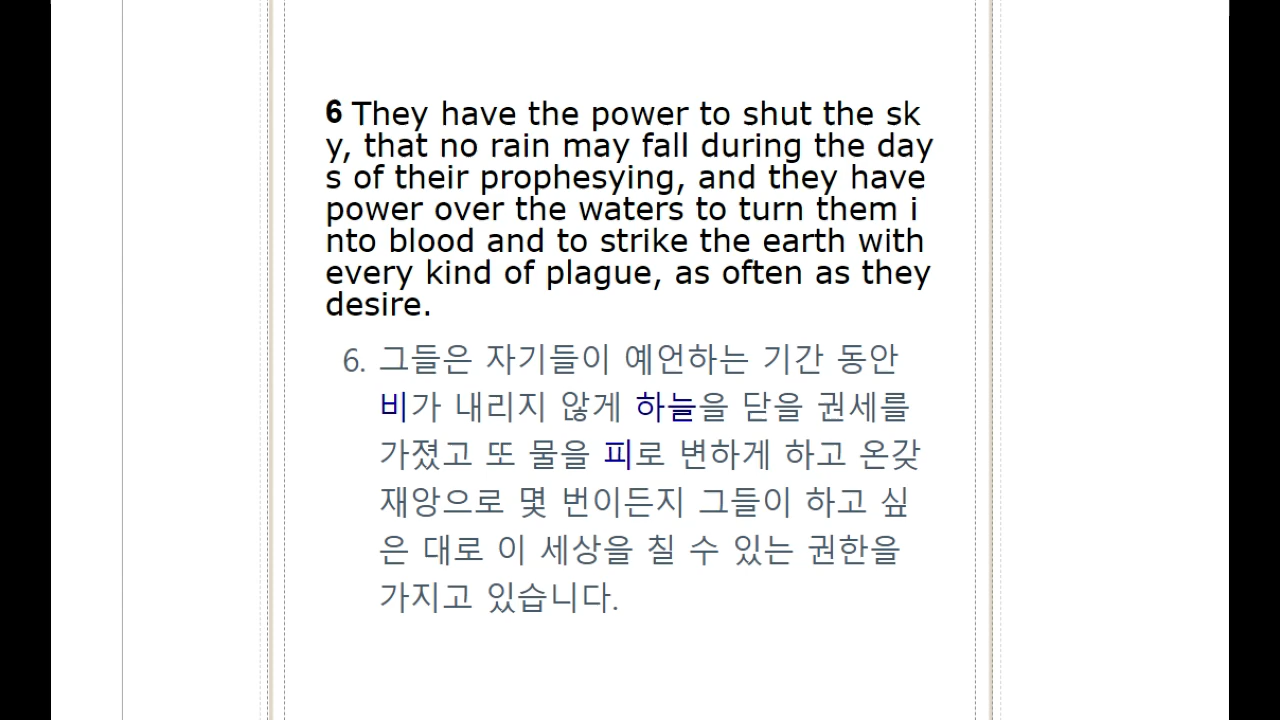 6 They have the power to shut the sk
y, that no rain may fall during the day
s of their prophesying, and they have
power over the waters to turn them i
nto blood and to strike the earth with
every kind of plague, as often as they
desire.
6. 그들은 자기들이 예언하는 기간 동안
비가 내리지 않게 하늘을 닫을 권세를
가졌고 또 물을 피로 변하게 하고 온갖
재앙으로 몇 번이든지 그들이 하고 싶
은 대로 이 세상을 칠 수 있는 권한을
가지고 있습니다.